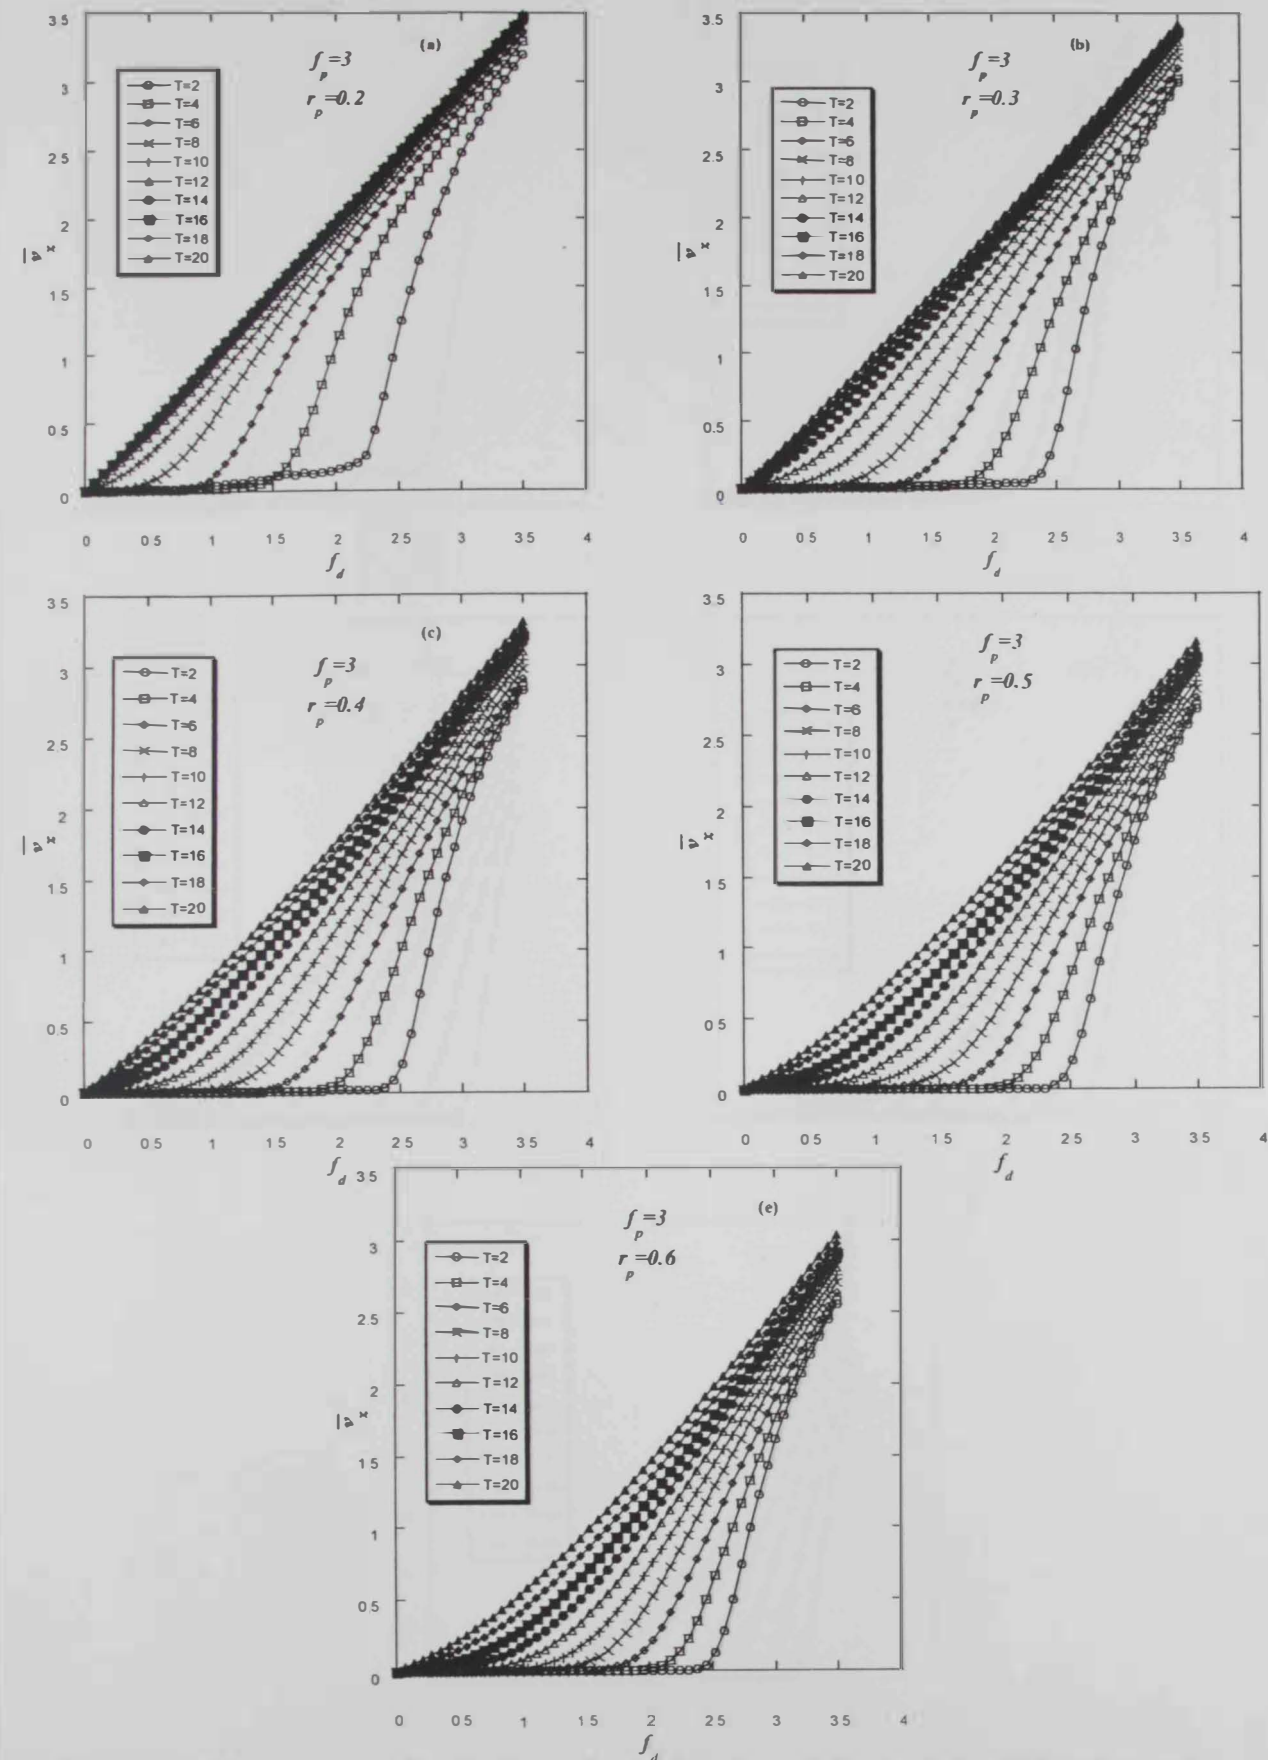 (a)
f_p=3
r_p=0.2
T=2
T=4
T=6
T=8
T=10
T=12
T=14
T=16
T=18
T=20
3 5
3
2 5
2
1 5
1
0 5
0
v̅_x
0 0 5 1 1 5 2 2 5 3 3 5 4
f_d
(b)
f_p=3
r_p=0.3
T=2
T=4
T=6
T=8
T=10
T=12
T=14
T=16
T=18
T=20
3 5
3
2.5
2
1 5
1
0.5
0
v̅_x
0 0 5 1 1 5 2 2 5 3 3 5 4
f_d
(c)
f_p=3
r_p=0.4
T=2
T=4
T=6
T=8
T=10
T=12
T=14
T=16
T=18
T=20
3 5
3
2 5
2
1 5
1
0 5
0
v̅_x
0 0 5 1 1 5 2 2 5 3 3 5 4
f_d
f_p=3
r_p=0.5
T=2
T=4
T=6
T=8
T=10
T=12
T=14
T=16
T=18
T=20
3 5
3
2 5
2
1 5
1
0 5
0
v̅_x
0 0 5 1 1 5 2 2 5 3 3 5 4
f_d
(e)
f_p=3
r_p=0.6
T=2
T=4
T=6
T=8
T=10
T=12
T=14
T=16
T=18
T=20
3 5
3
2.5
2
1 5
1
0 5
0
v̅_x
0 0 5 1 1 5 2 2 5 3 3 5 4
f_d